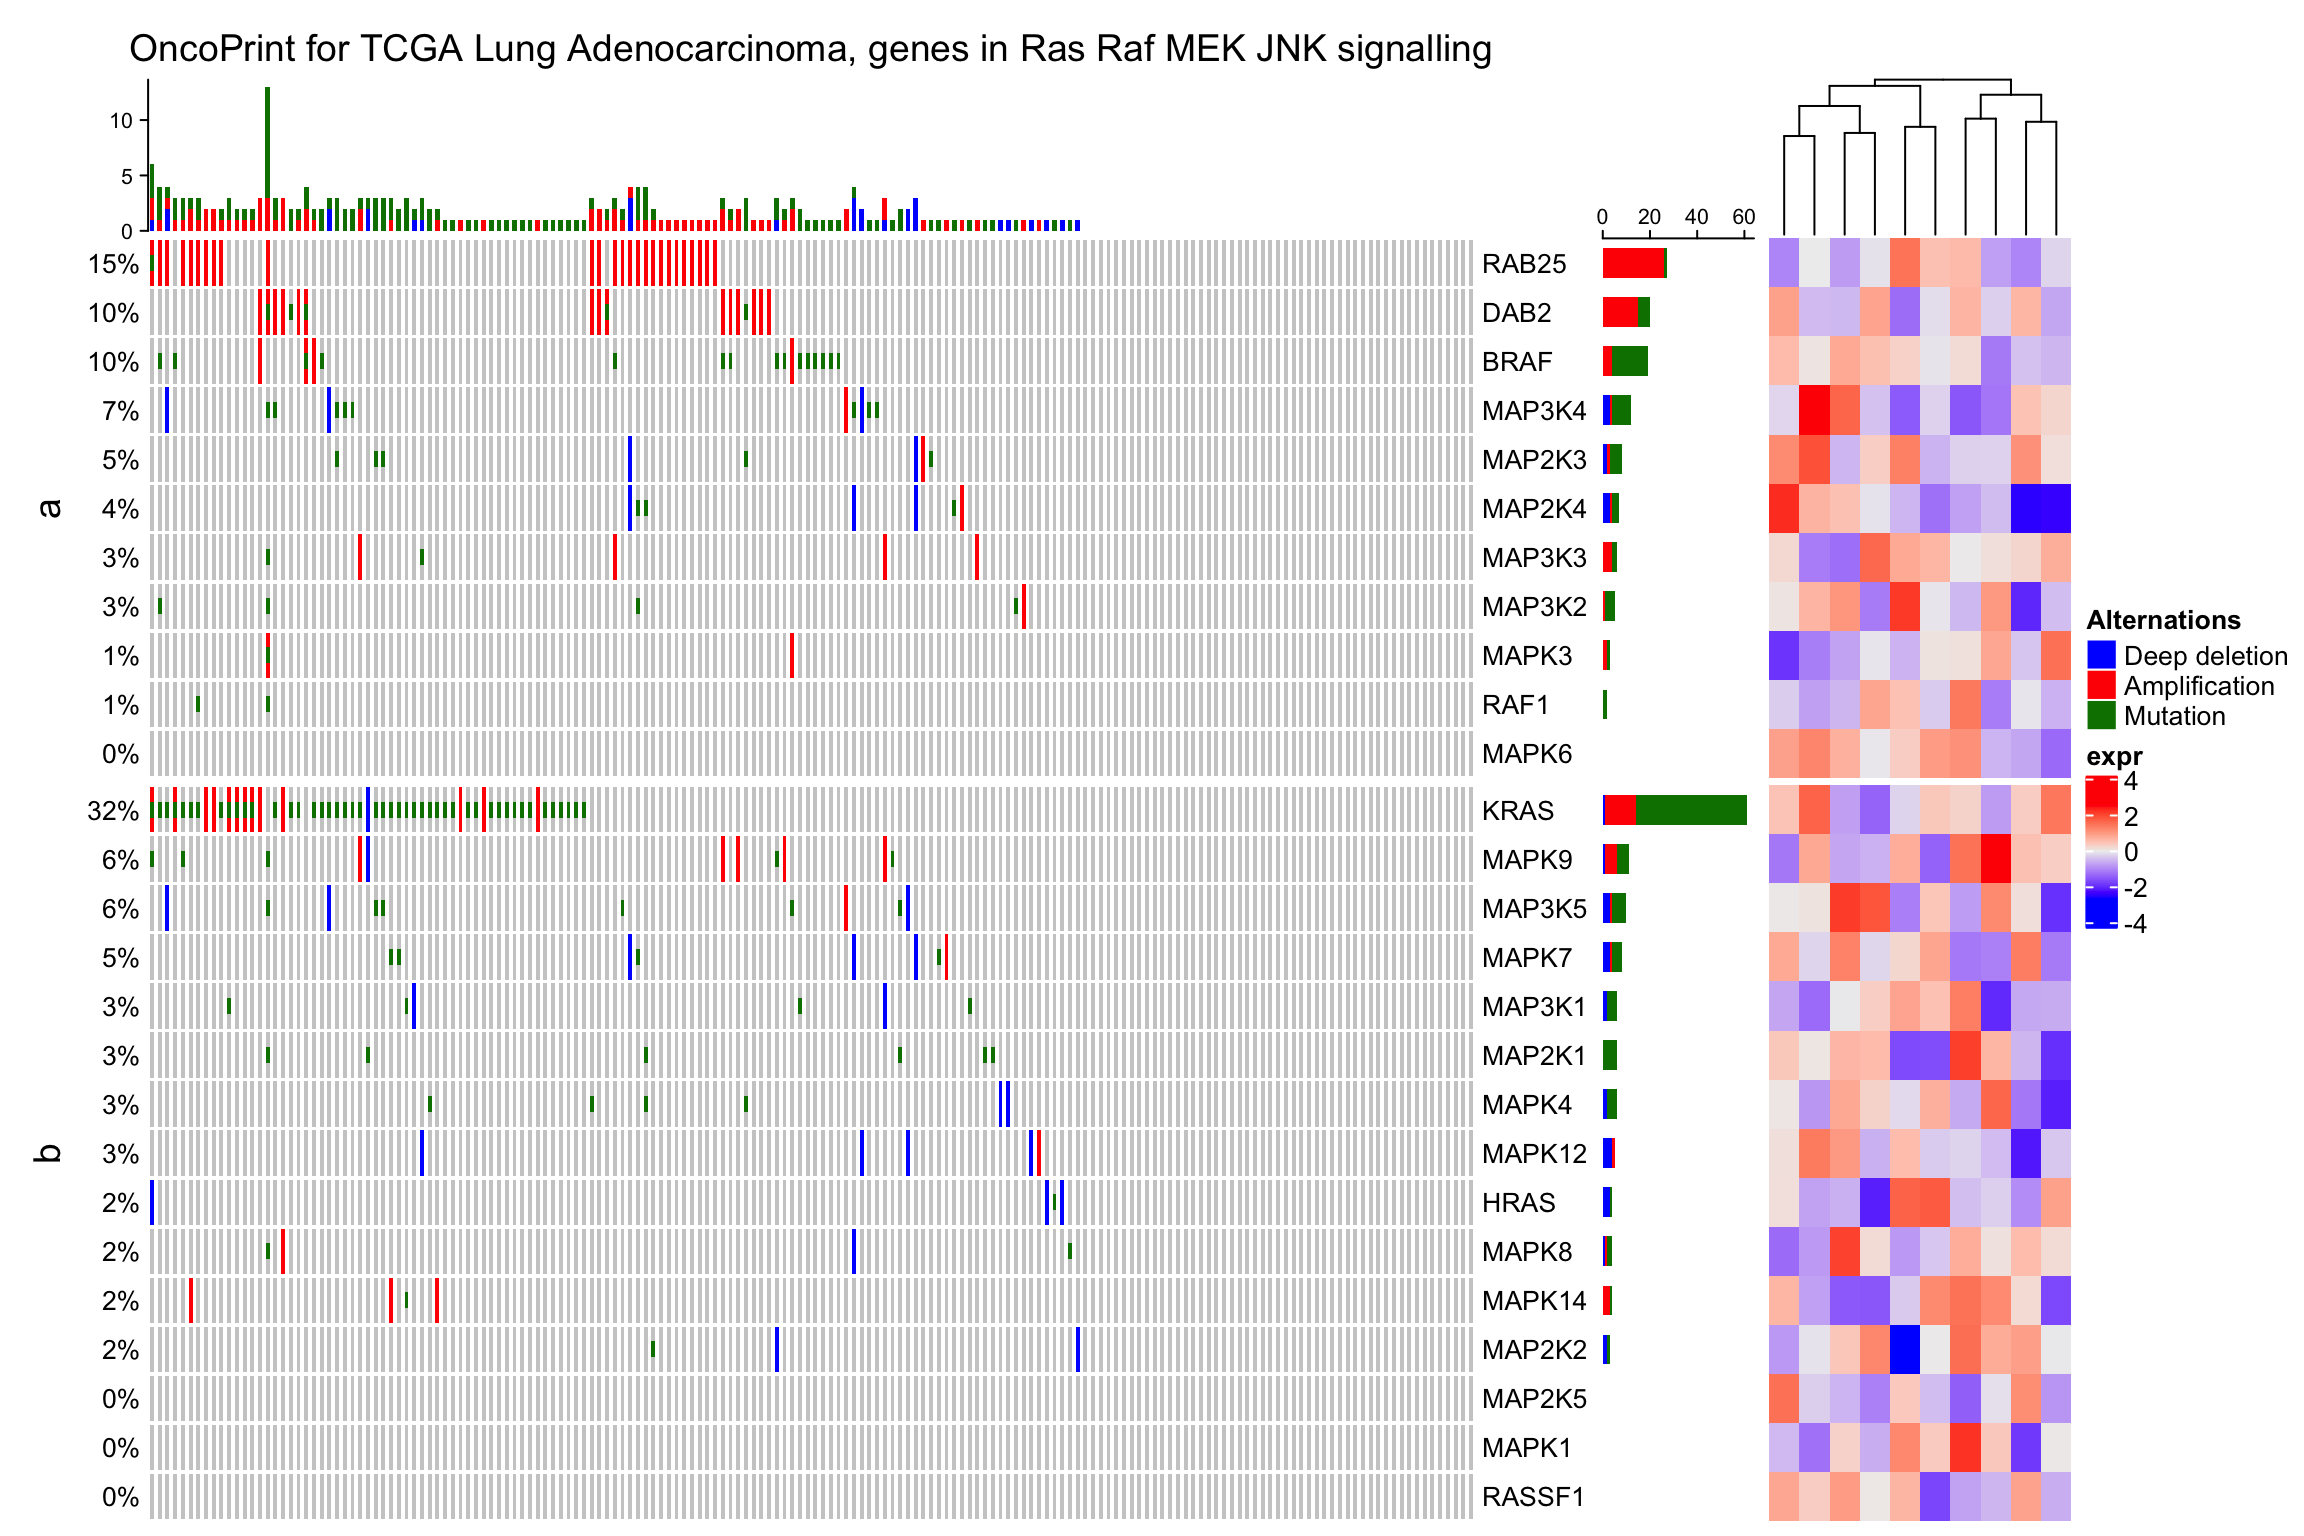 OncoPrint for TCGA Lung Adenocarcinoma, genes in Ras Raf MEK JNK signalling
10
5
0
0 20 40 60
a
15% RAB25
10% DAB2
10% BRAF
7% MAP3K4
5% MAP2K3
4% MAP2K4
3% MAP3K3
3% MAP3K2
1% MAPK3
1% RAF1
0% MAPK6
b
32% KRAS
6% MAPK9
6% MAP3K5
5% MAPK7
3% MAP3K1
3% MAP2K1
3% MAPK4
3% MAPK12
2% HRAS
2% MAPK8
2% MAPK14
2% MAP2K2
0% MAP2K5
0% MAPK1
0% RASSF1
Alternations
Deep deletion
Amplification
Mutation
expr
4
2
0
-2
-4